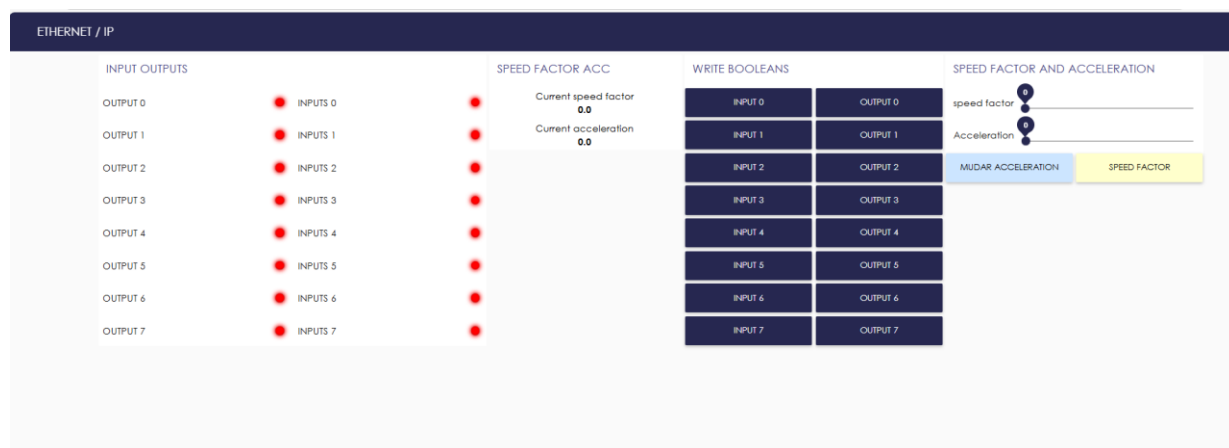 ETHERNET / IP
INPUT OUTPUTS
OUTPUT 0 INPUTS 0
OUTPUT 1 INPUTS 1
OUTPUT 2 INPUTS 2
OUTPUT 3 INPUTS 3
OUTPUT 4 INPUTS 4
OUTPUT 5 INPUTS 5
OUTPUT 6 INPUTS 6
OUTPUT 7 INPUTS 7
SPEED FACTOR ACC
Current speed factor
0.0
Current acceleration
0.0
WRITE BOOLEANS
INPUT 0 OUTPUT 0
INPUT 1 OUTPUT 1
INPUT 2 OUTPUT 2
INPUT 3 OUTPUT 3
INPUT 4 OUTPUT 4
INPUT 5 OUTPUT 5
INPUT 6 OUTPUT 6
INPUT 7 OUTPUT 7
SPEED FACTOR AND ACCELERATION
speed factor 0
Acceleration 0
MUDAR ACCELERATION SPEED FACTOR